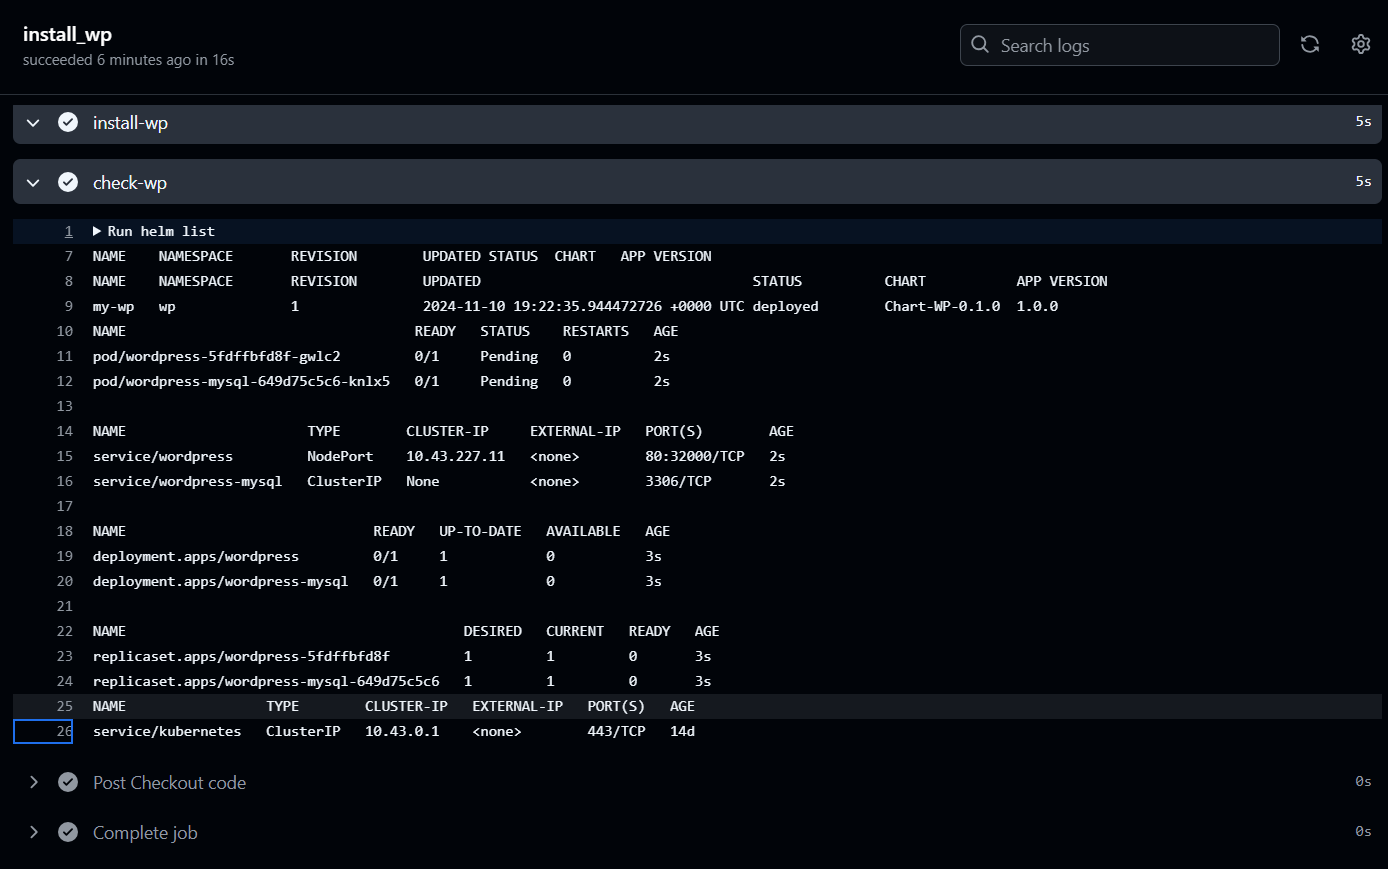 install_wp
succeeded 6 minutes ago in 16s
Search logs
install-wp 5s
check-wp 5s
1 Run helm list
7 NAME NAMESPACE REVISION UPDATED STATUS CHART APP VERSION
8 NAME NAMESPACE REVISION UPDATED STATUS CHART APP VERSION
9 my-wp wp 1 2024-11-10 19:22:35.944472726 +0000 UTC deployed Chart-WP-0.1.0 1.0.0
10 NAME READY STATUS RESTARTS AGE
11 pod/wordpress-5fdffbfd8f-gwlc2 0/1 Pending 0 2s
12 pod/wordpress-mysql-649d75c5c6-knlx5 0/1 Pending 0 2s
13
14 NAME TYPE CLUSTER-IP EXTERNAL-IP PORT(S) AGE
15 service/wordpress NodePort 10.43.227.11 <none> 80:32000/TCP 2s
16 service/wordpress-mysql ClusterIP None <none> 3306/TCP 2s
17
18 NAME READY UP-TO-DATE AVAILABLE AGE
19 deployment.apps/wordpress 0/1 1 0 3s
20 deployment.apps/wordpress-mysql 0/1 1 0 3s
21
22 NAME DESIRED CURRENT READY AGE
23 replicaset.apps/wordpress-5fdffbfd8f 1 1 0 3s
24 replicaset.apps/wordpress-mysql-649d75c5c6 1 1 0 3s
25 NAME TYPE CLUSTER-IP EXTERNAL-IP PORT(S) AGE
26 service/kubernetes ClusterIP 10.43.0.1 <none> 443/TCP 14d
Post Checkout code 0s
Complete job 0s